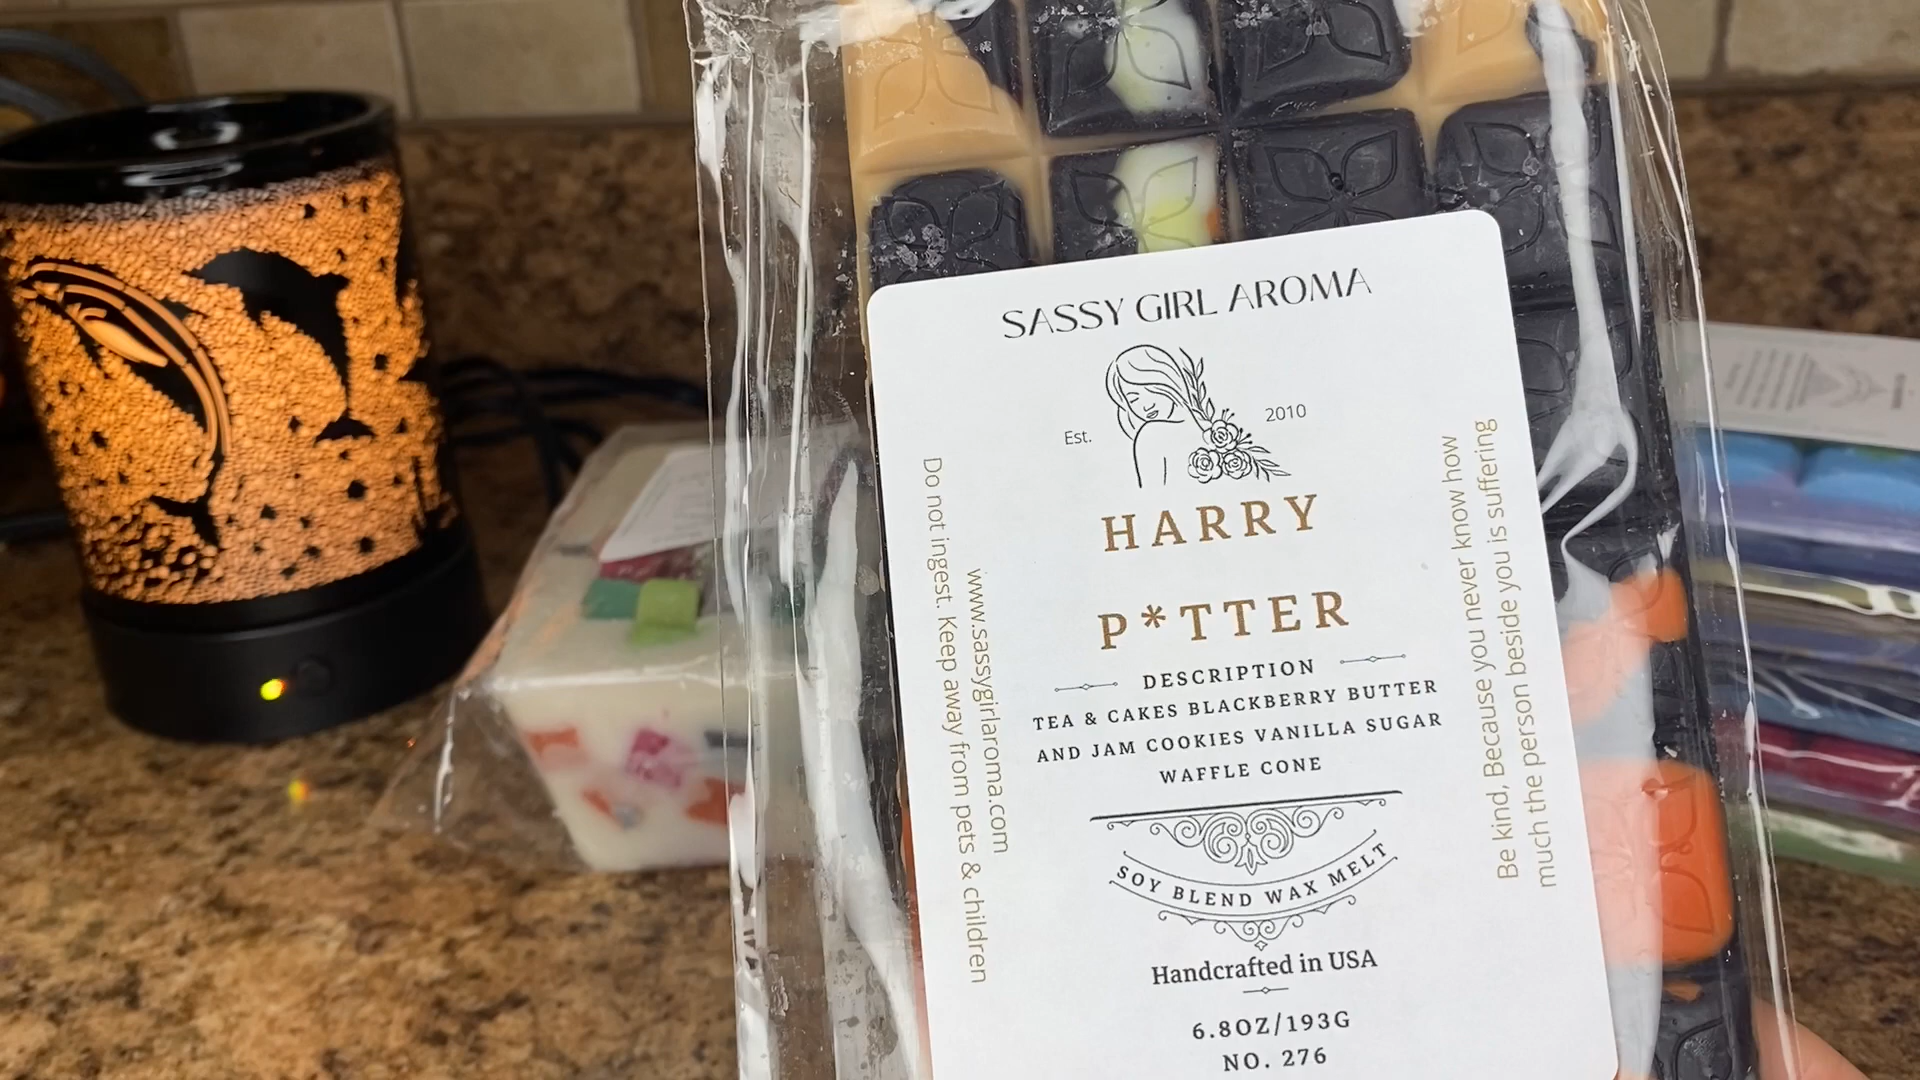 SASSY GIRL AROMA
Est.
2010
HARRY
P*TTER
DESCRIPTION
TEA & CAKES BLACKBERRY BUTTER
AND JAM COOKIES VANILLA SUGAR
WAFFLE CONE
SOY BLEND WAX MELT
Handcrafted in USA
6.8OZ/193G
NO. 276
Do not ingest. Keep away from pets & children
www.sassygirlaroma.com
Be kind, Because you never know how
much the person beside you is suffering